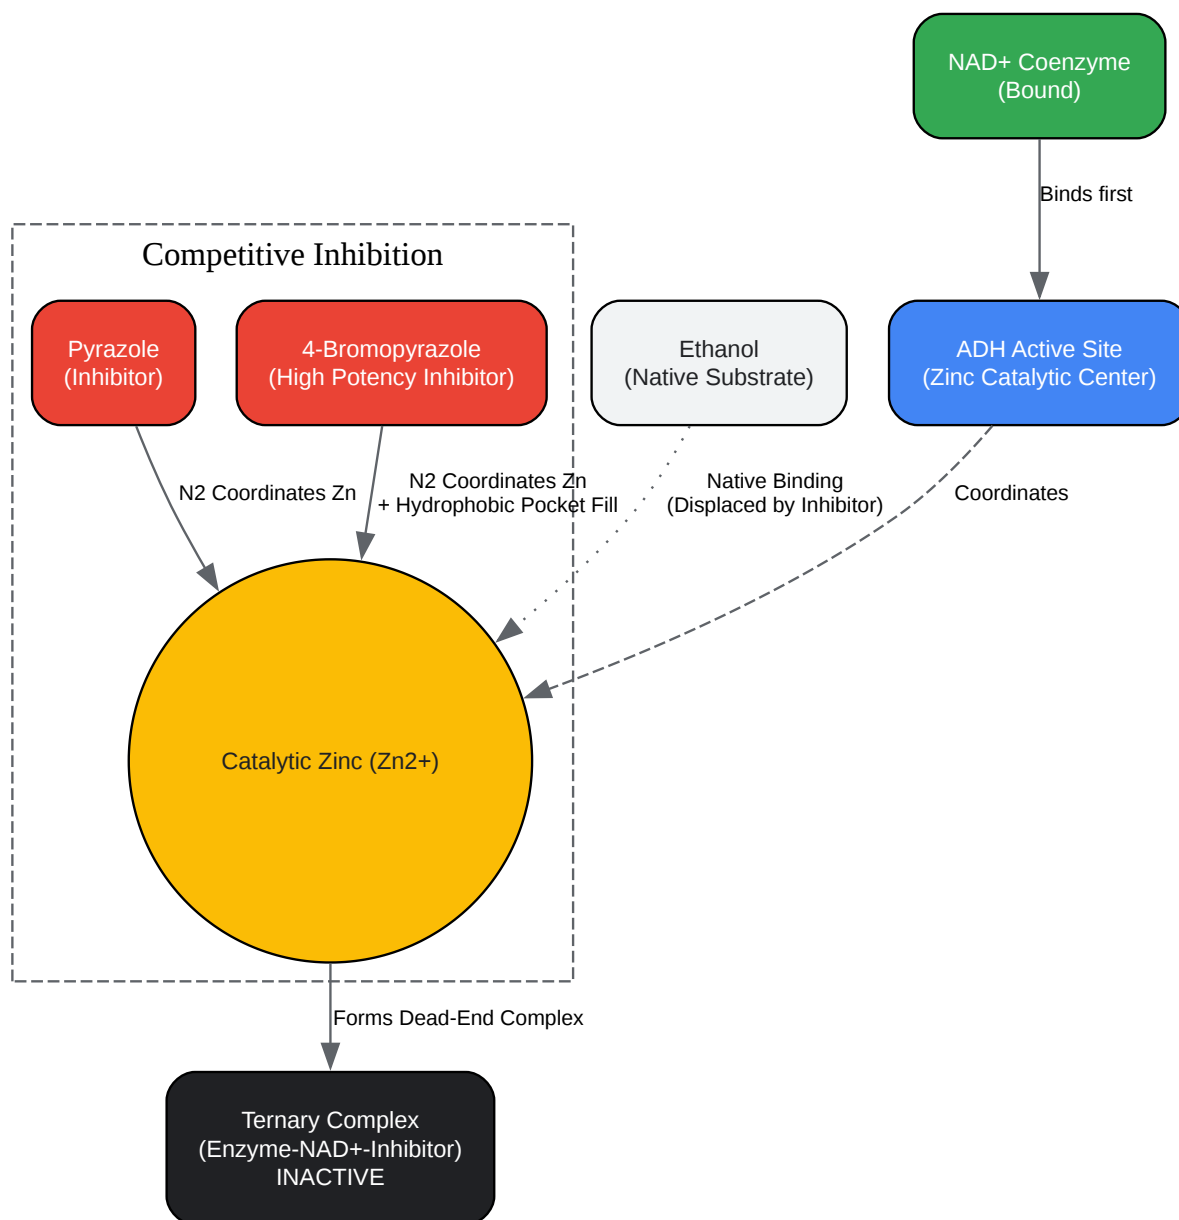 NAD+ Coenzyme
(Bound)
Binds first
Competitive Inhibition
Pyrazole
(Inhibitor)
4-Bromopyrazole
(High Potency Inhibitor)
Ethanol
(Native Substrate)
ADH Active Site
(Zinc Catalytic Center)
N2 Coordinates Zn
N2 Coordinates Zn
+ Hydrophobic Pocket Fill
Native Binding
(Displaced by Inhibitor)
Coordinates
Catalytic Zinc (Zn2+)
Forms Dead-End Complex
Ternary Complex
(Enzyme-NAD+-Inhibitor)
INACTIVE